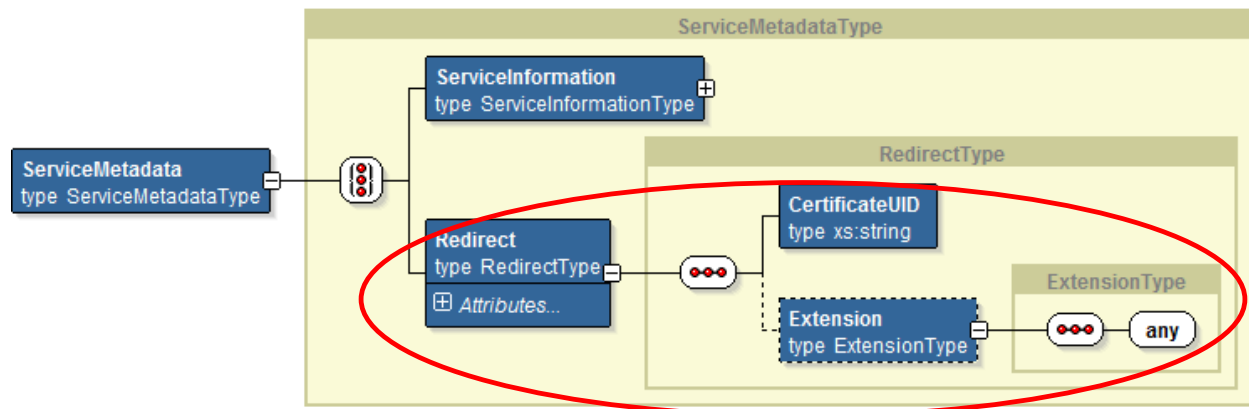 ServiceMetadataType
ServiceInformation
type ServiceInformationType
ServiceMetadata
type ServiceMetadataType
RedirectType
CertificateUID
type xs:string
Redirect
type RedirectType
Attributes...
ExtensionType
Extension
type ExtensionType
any